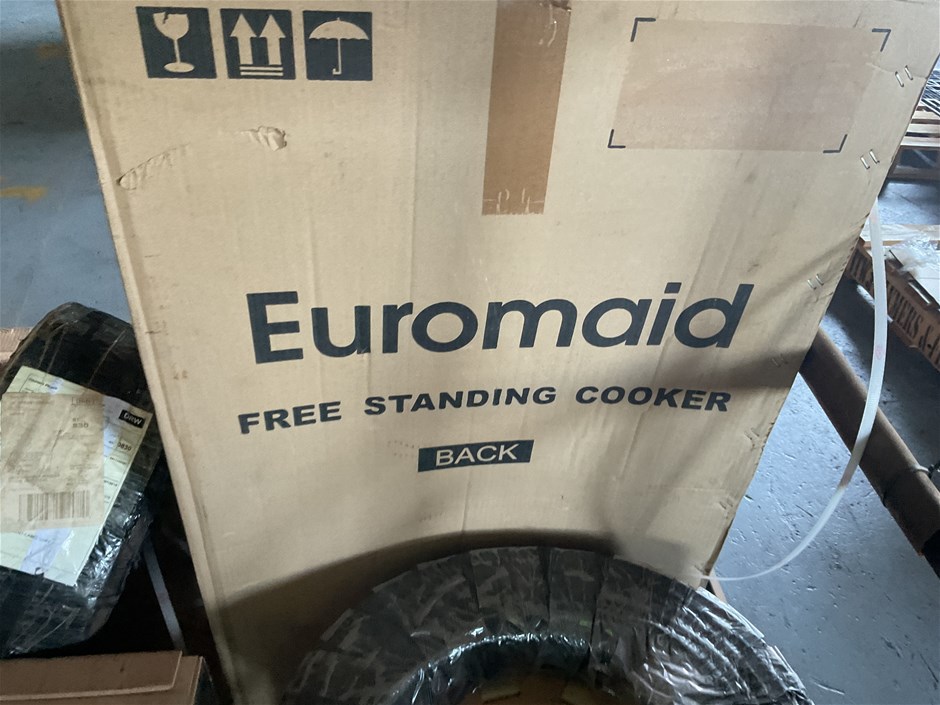 Euromaid
FREE STANDING COOKER
BACK